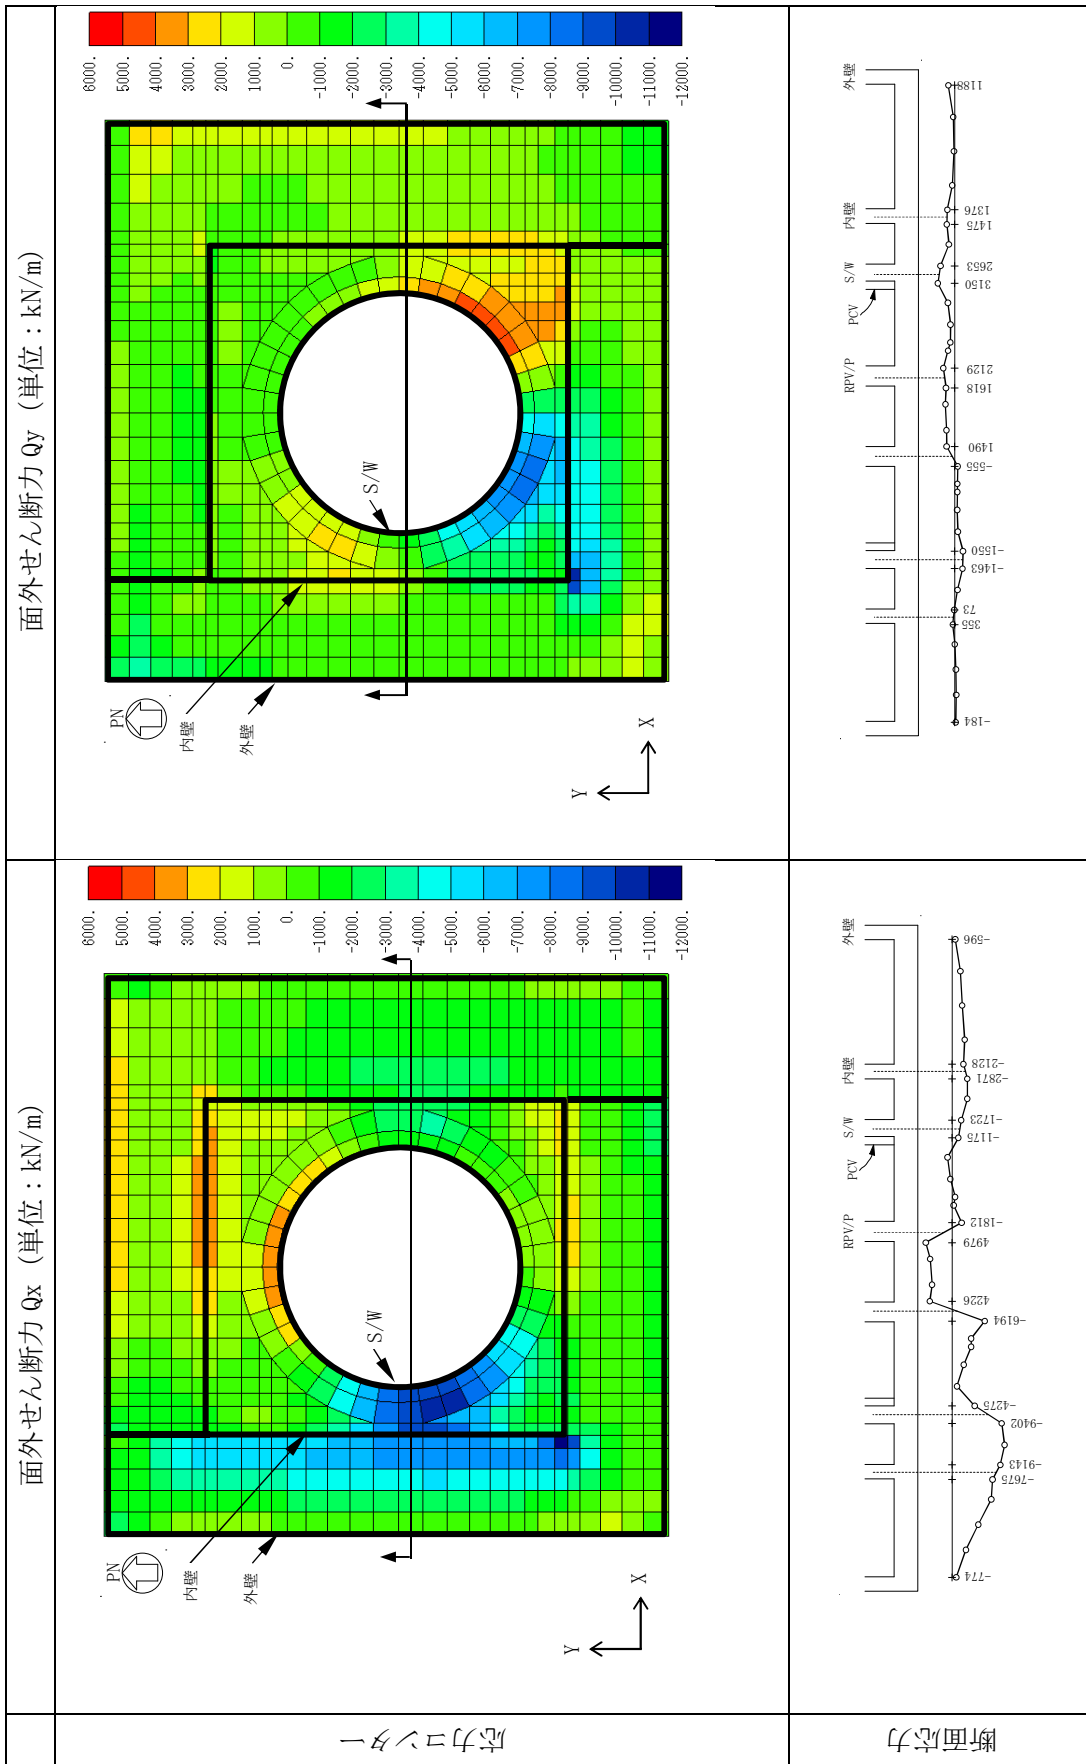 面外せん断力 Qx (単位：kN/m)
6000.
5000.
4000.
3000.
2000.
1000.
0.
-1000.
-2000.
-3000.
-4000.
-5000.
-6000.
-7000.
-8000.
-9000.
-10000.
-11000.
-12000.
PN
S/W
内壁
外壁
Y
X
RPV/P
PCV
S/W
内壁
外壁
-774
-7675
-9143
-9402
-4275
-6194
4226
4979
-1812
-1175
-1723
-2871
-2128
-596
面外せん断力 Qy (単位：kN/m)
6000.
5000.
4000.
3000.
2000.
1000.
0.
-1000.
-2000.
-3000.
-4000.
-5000.
-6000.
-7000.
-8000.
-9000.
-10000.
-11000.
-12000.
PN
S/W
内壁
外壁
Y
X
RPV/P
PCV
S/W
内壁
外壁
-184
355
73
-1463
-1550
-555
1490
1618
2129
3150
2653
1475
1376
1188
応力コンター
断面応力